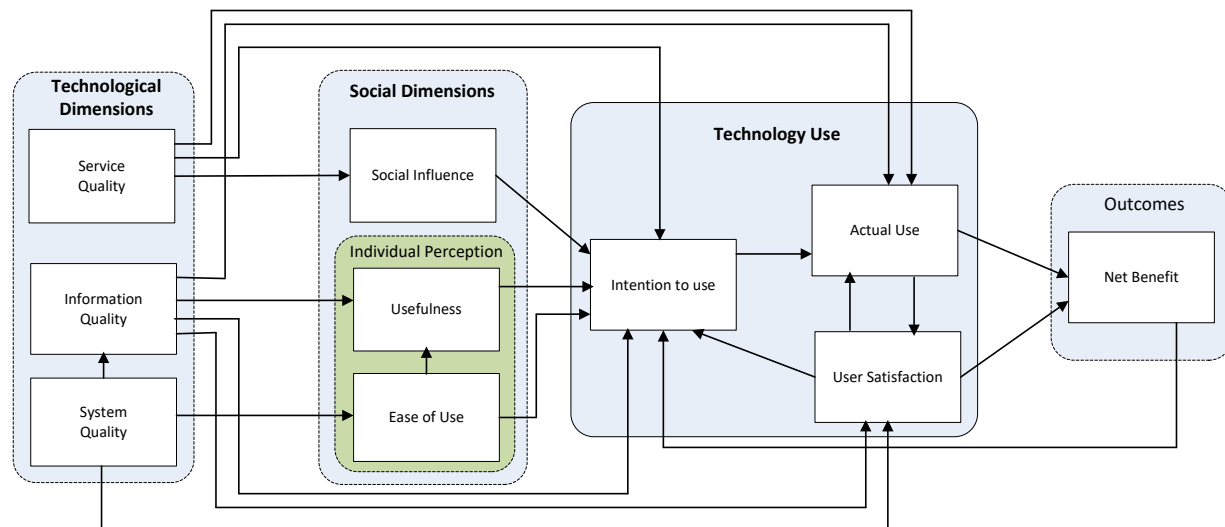 Technological
Dimensions
Service
Quality
Information
Quality
System
Quality
Social Dimensions
Social Influence
Individual Perception
Usefulness
Ease of Use
Technology Use
Intention to use
Actual Use
User Satisfaction
Outcomes
Net Benefit